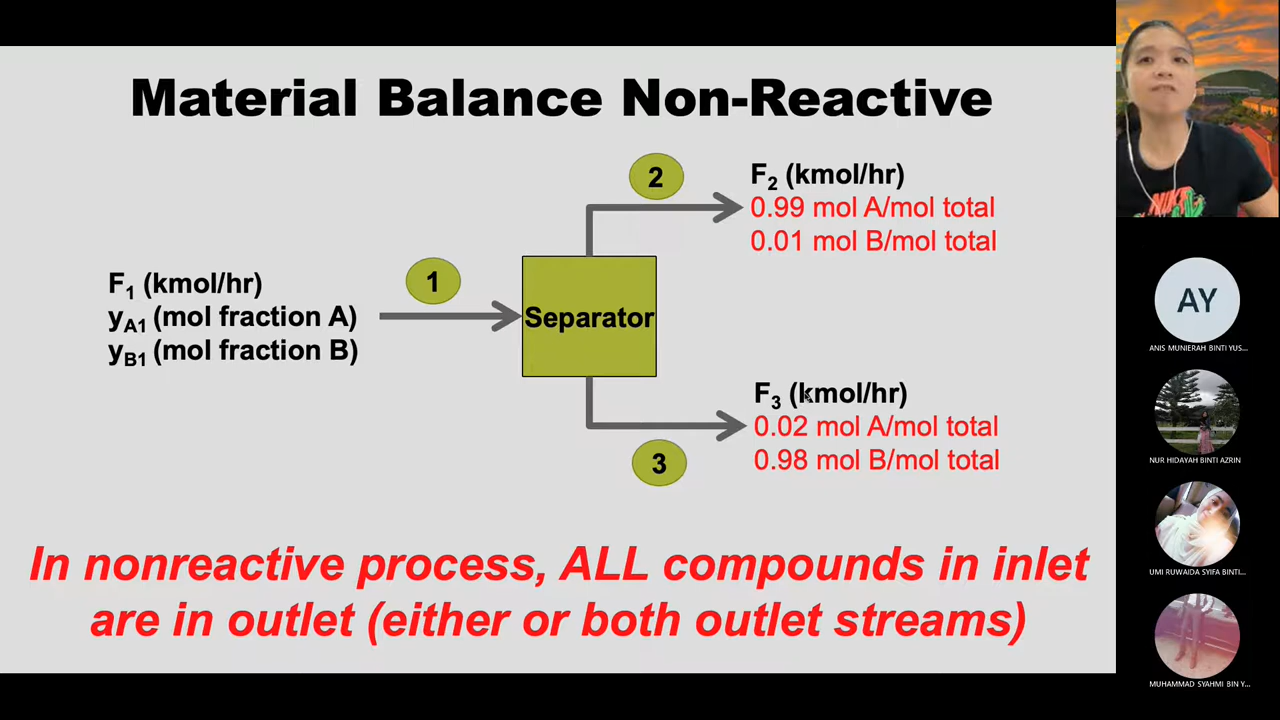 Material Balance Non-Reactive
2
F2 (kmol/hr)
0.99 mol A/mol total
0.01 mol B/mol total
1
F1 (kmol/hr)
yA1 (mol fraction A)
yB1 (mol fraction B)
Separator
F3 (kmol/hr)
0.02 mol A/mol total
0.98 mol B/mol total
3
In nonreactive process, ALL compounds in inlet
are in outlet (either or both outlet streams)
NIKE
AY
ANIS MUNIERAH BINTI YUS...
NUR HIDAYAH BINTI AZRIN
UMI RUWAIDA SYIFA BINTI...
MUHAMMAD SYAHMI BIN Y...